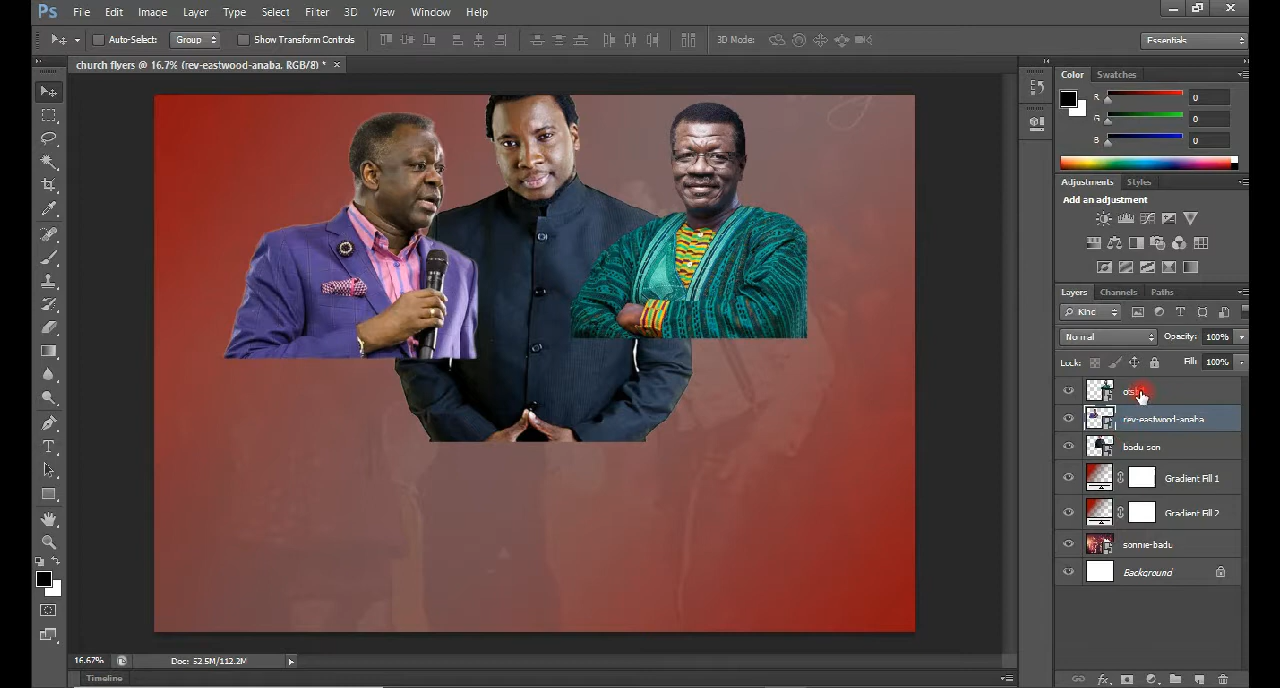 Ps File Edit Image Layer Type Select Filter 3D View Window Help
Auto-Select: Group Show Transform Controls 3D Mode: Essentials
church flyers @ 16.7% (rev-eastwood-anaba, RGB/8) * ×
Color Swatches
R 0
G 0
B 0
Adjustments Styles
Add an adjustment
Layers Channels Paths
Kind
Normal Opacity: 100%
Lock: Fill: 100%
rev-eastwood-anaba
badu-son
Gradient Fill 1
Gradient Fill 2
sonnie-badu
Background
16.67% Doc: 52.5M/112.2M
Timeline